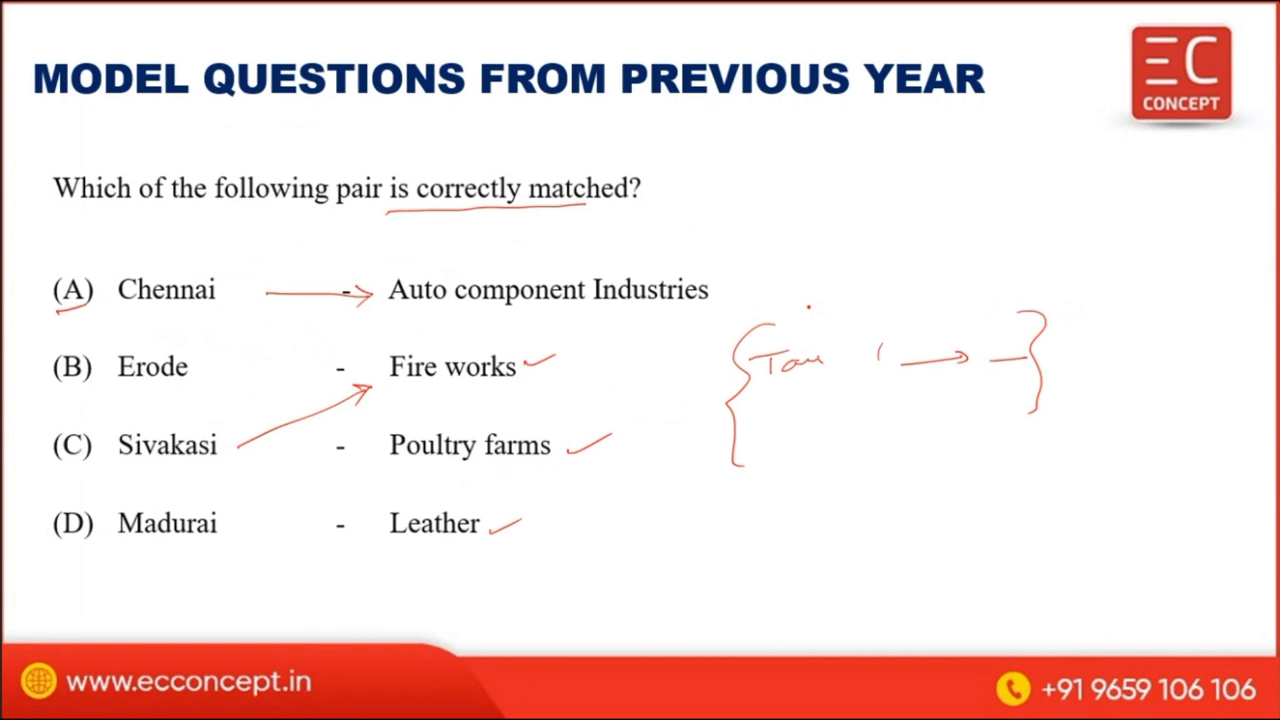 MODEL QUESTIONS FROM PREVIOUS YEAR
EC
CONCEPT
Which of the following pair is correctly matched?
(A) Chennai - Auto component Industries
(B) Erode - Fire works
(C) Sivakasi - Poultry farms
(D) Madurai - Leather
www.ecconcept.in
+91 9659 106 106